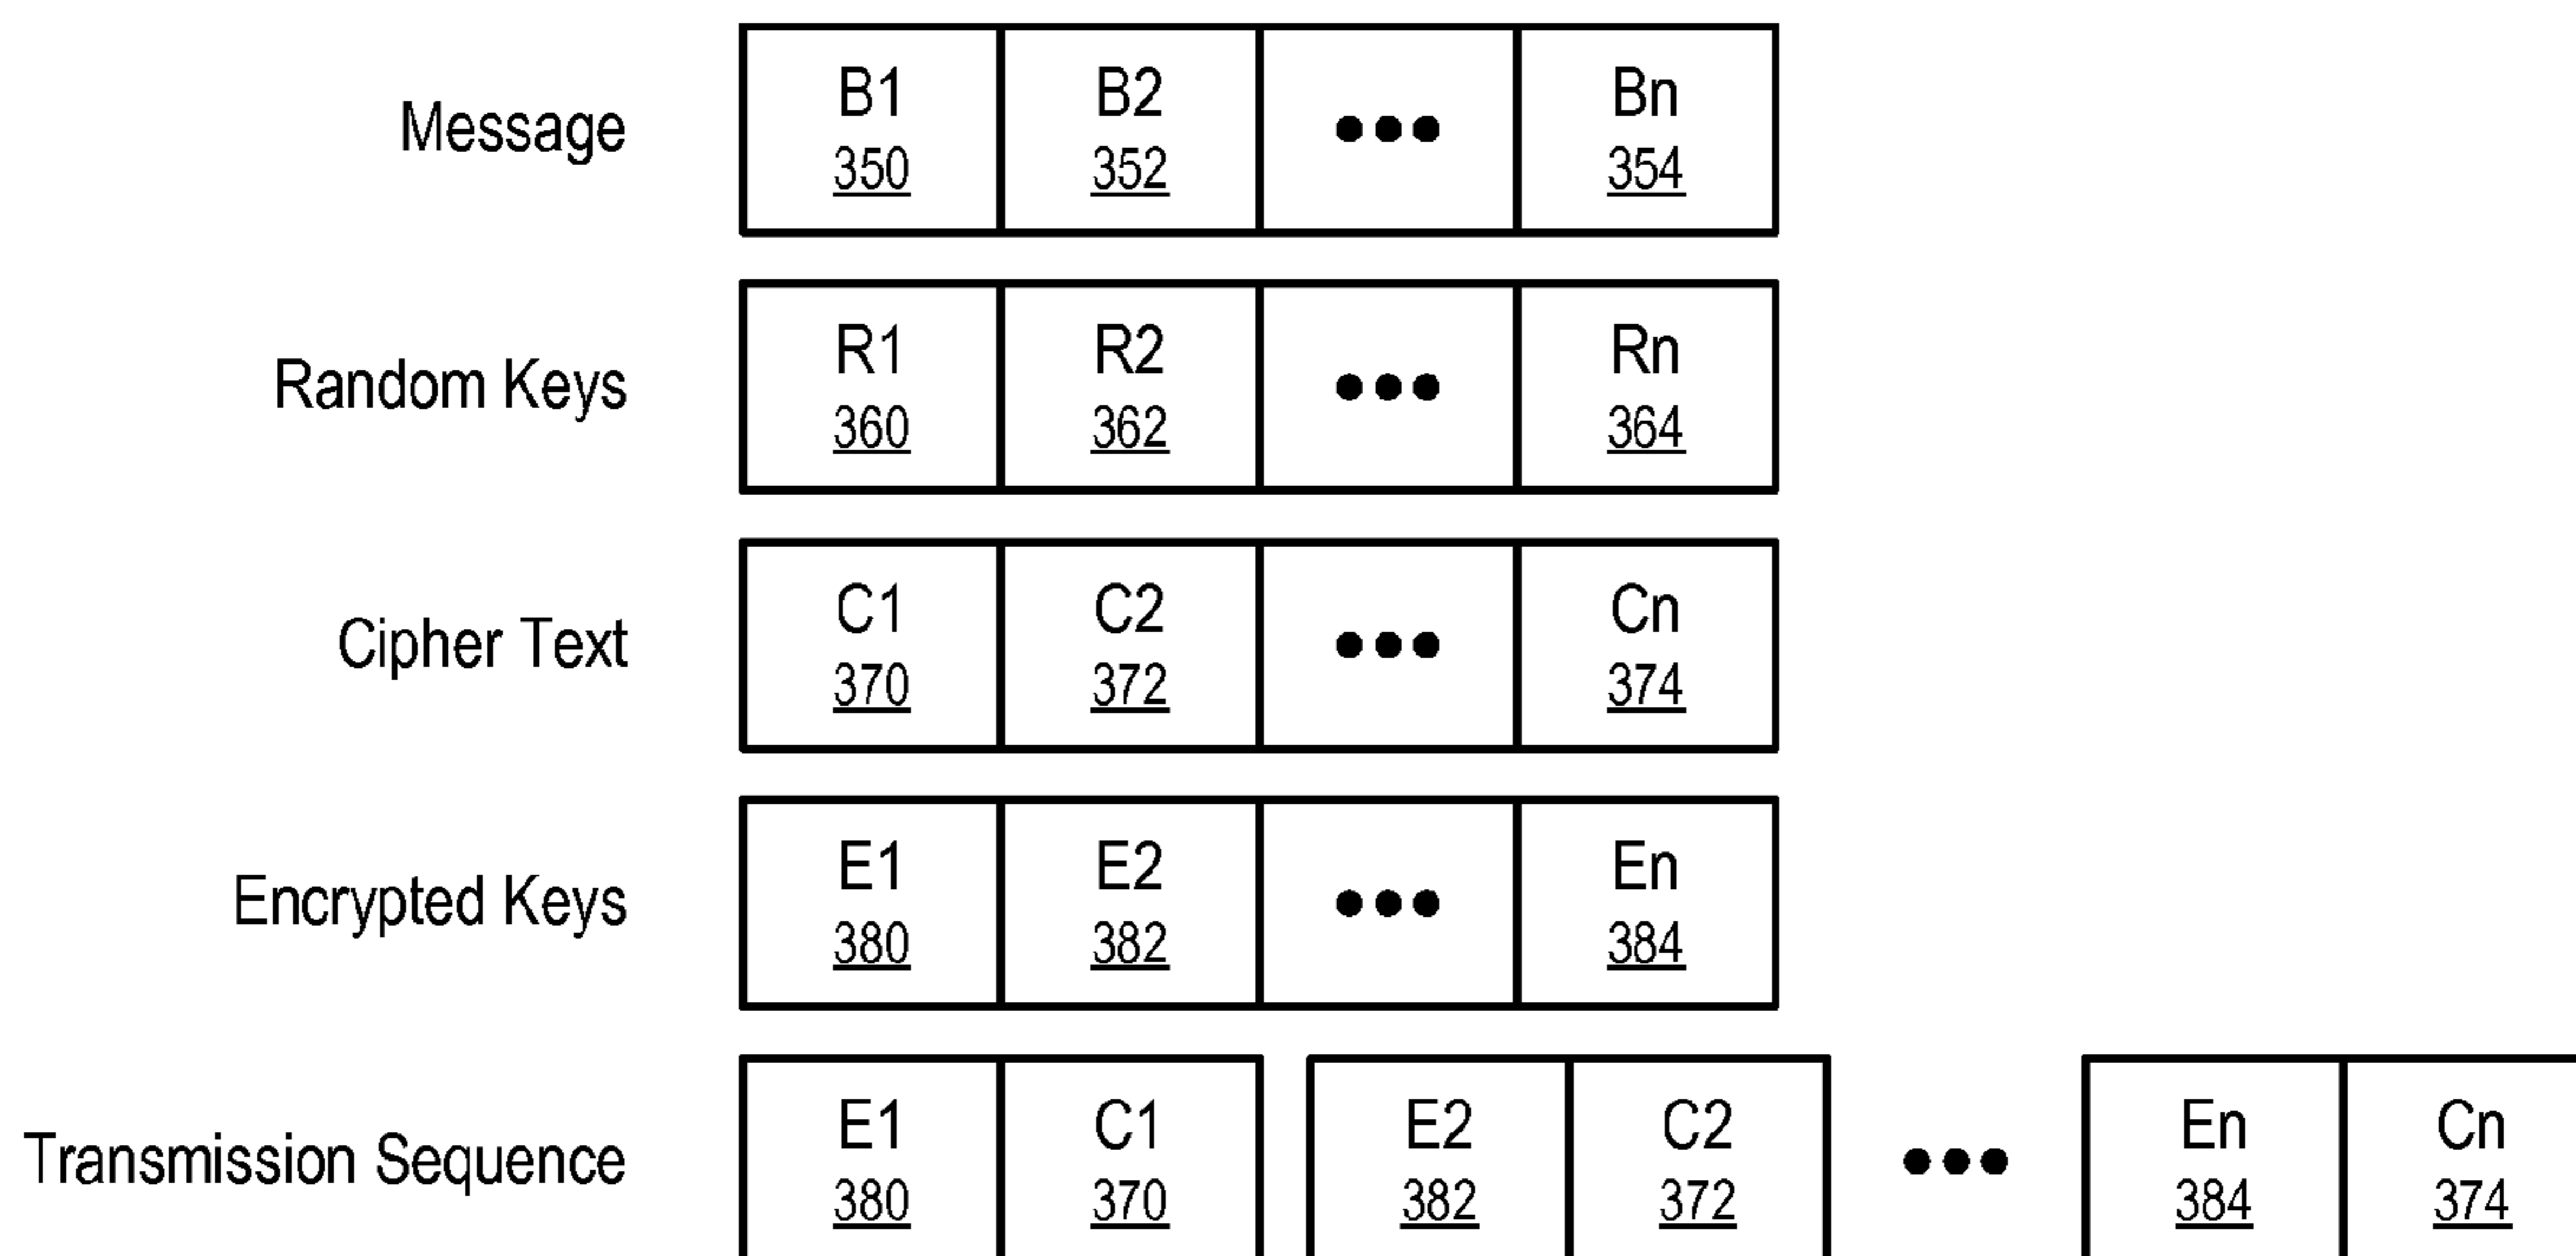 B1 B2 ●●● Bn
Message
350 352 354
R1 R2 ●●● Rn
Random Keys
360 362 364
C1 C2 ●●● Cn
Cipher Text
370 372 374
E1 E2 ●●● En
Encrypted Keys
380 382 384
E1 C1 E2 C2 ●●● En Cn
Transmission Sequence
380 370 382 372 384 374